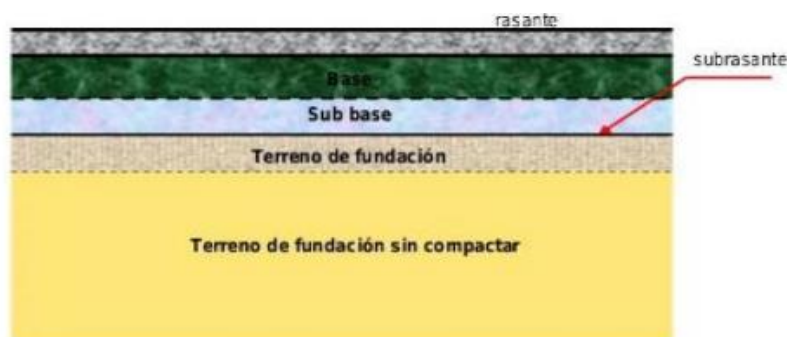 rasante
subrasante
Base
Sub base
Terreno de fundación
Terreno de fundación sin compactar